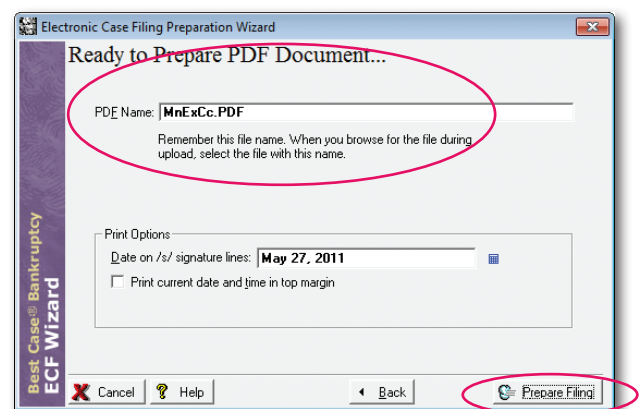 Electronic Case Filing Preparation Wizard
Ready to Prepare PDF Document...
PDF Name: MnExCc.PDF
Remember this file name. When you browse for the file during
upload, select the file with this name.
Print Options
Date on /s/ signature lines: May 27, 2011
Print current date and time in top margin
Best Case® Bankruptcy
ECF Wizard
Cancel
Help
Back
Prepare Filing